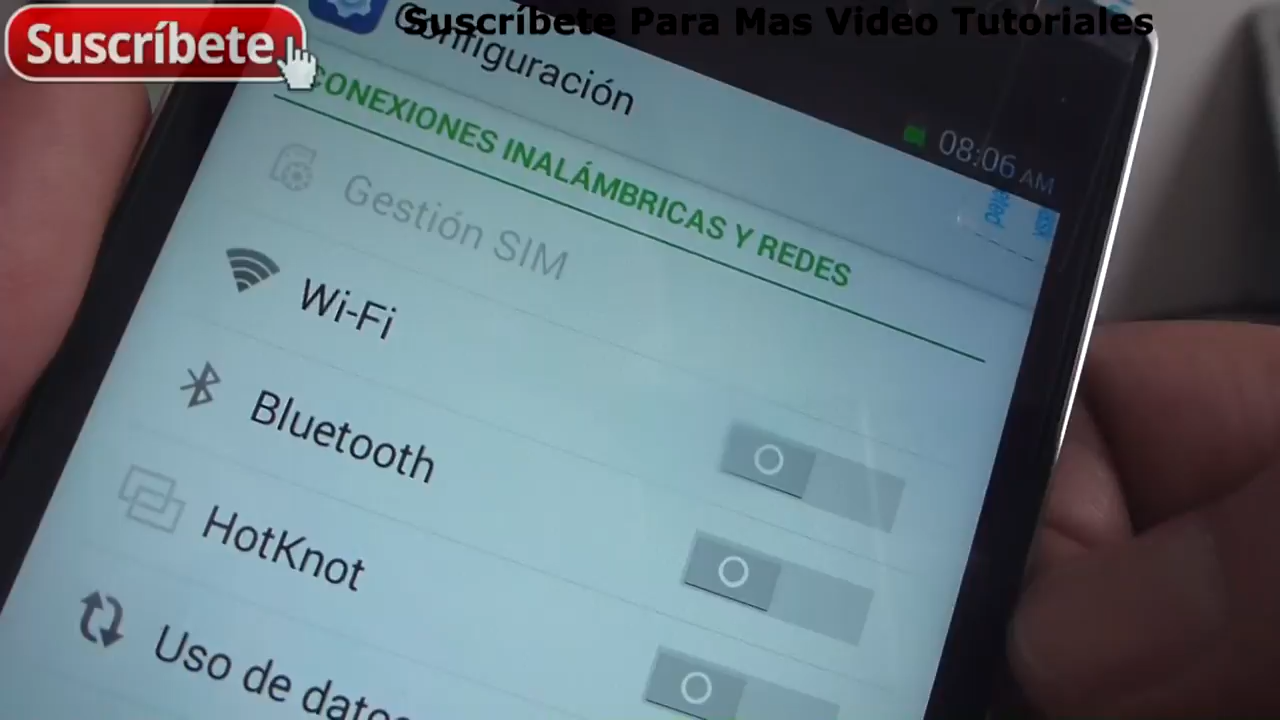 Suscríbete
Suscríbete Para Mas Video Tutoriales
Configuración
08:06 AM
CONEXIONES INALÁMBRICAS Y REDES
Gestión SIM
Wi-Fi
Bluetooth
HotKnot
Uso de datos